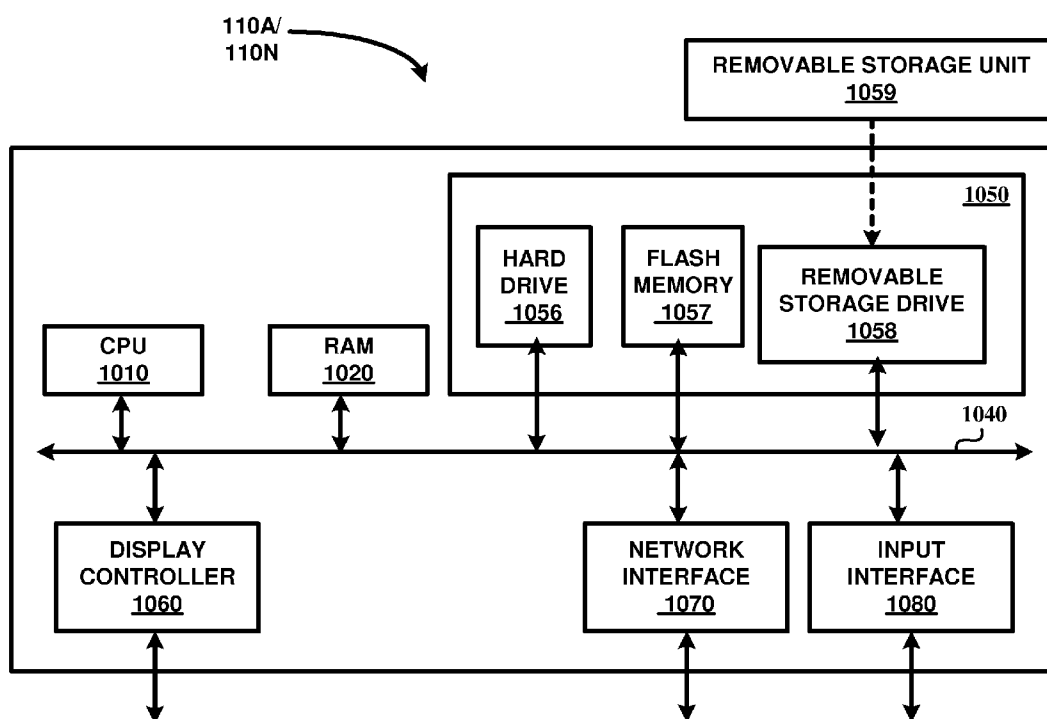 110A/
110N
REMOVABLE STORAGE UNIT
1059
1050
HARD
DRIVE
1056
FLASH
MEMORY
1057
REMOVABLE
STORAGE DRIVE
1058
CPU
1010
RAM
1020
1040
DISPLAY
CONTROLLER
1060
NETWORK
INTERFACE
1070
INPUT
INTERFACE
1080